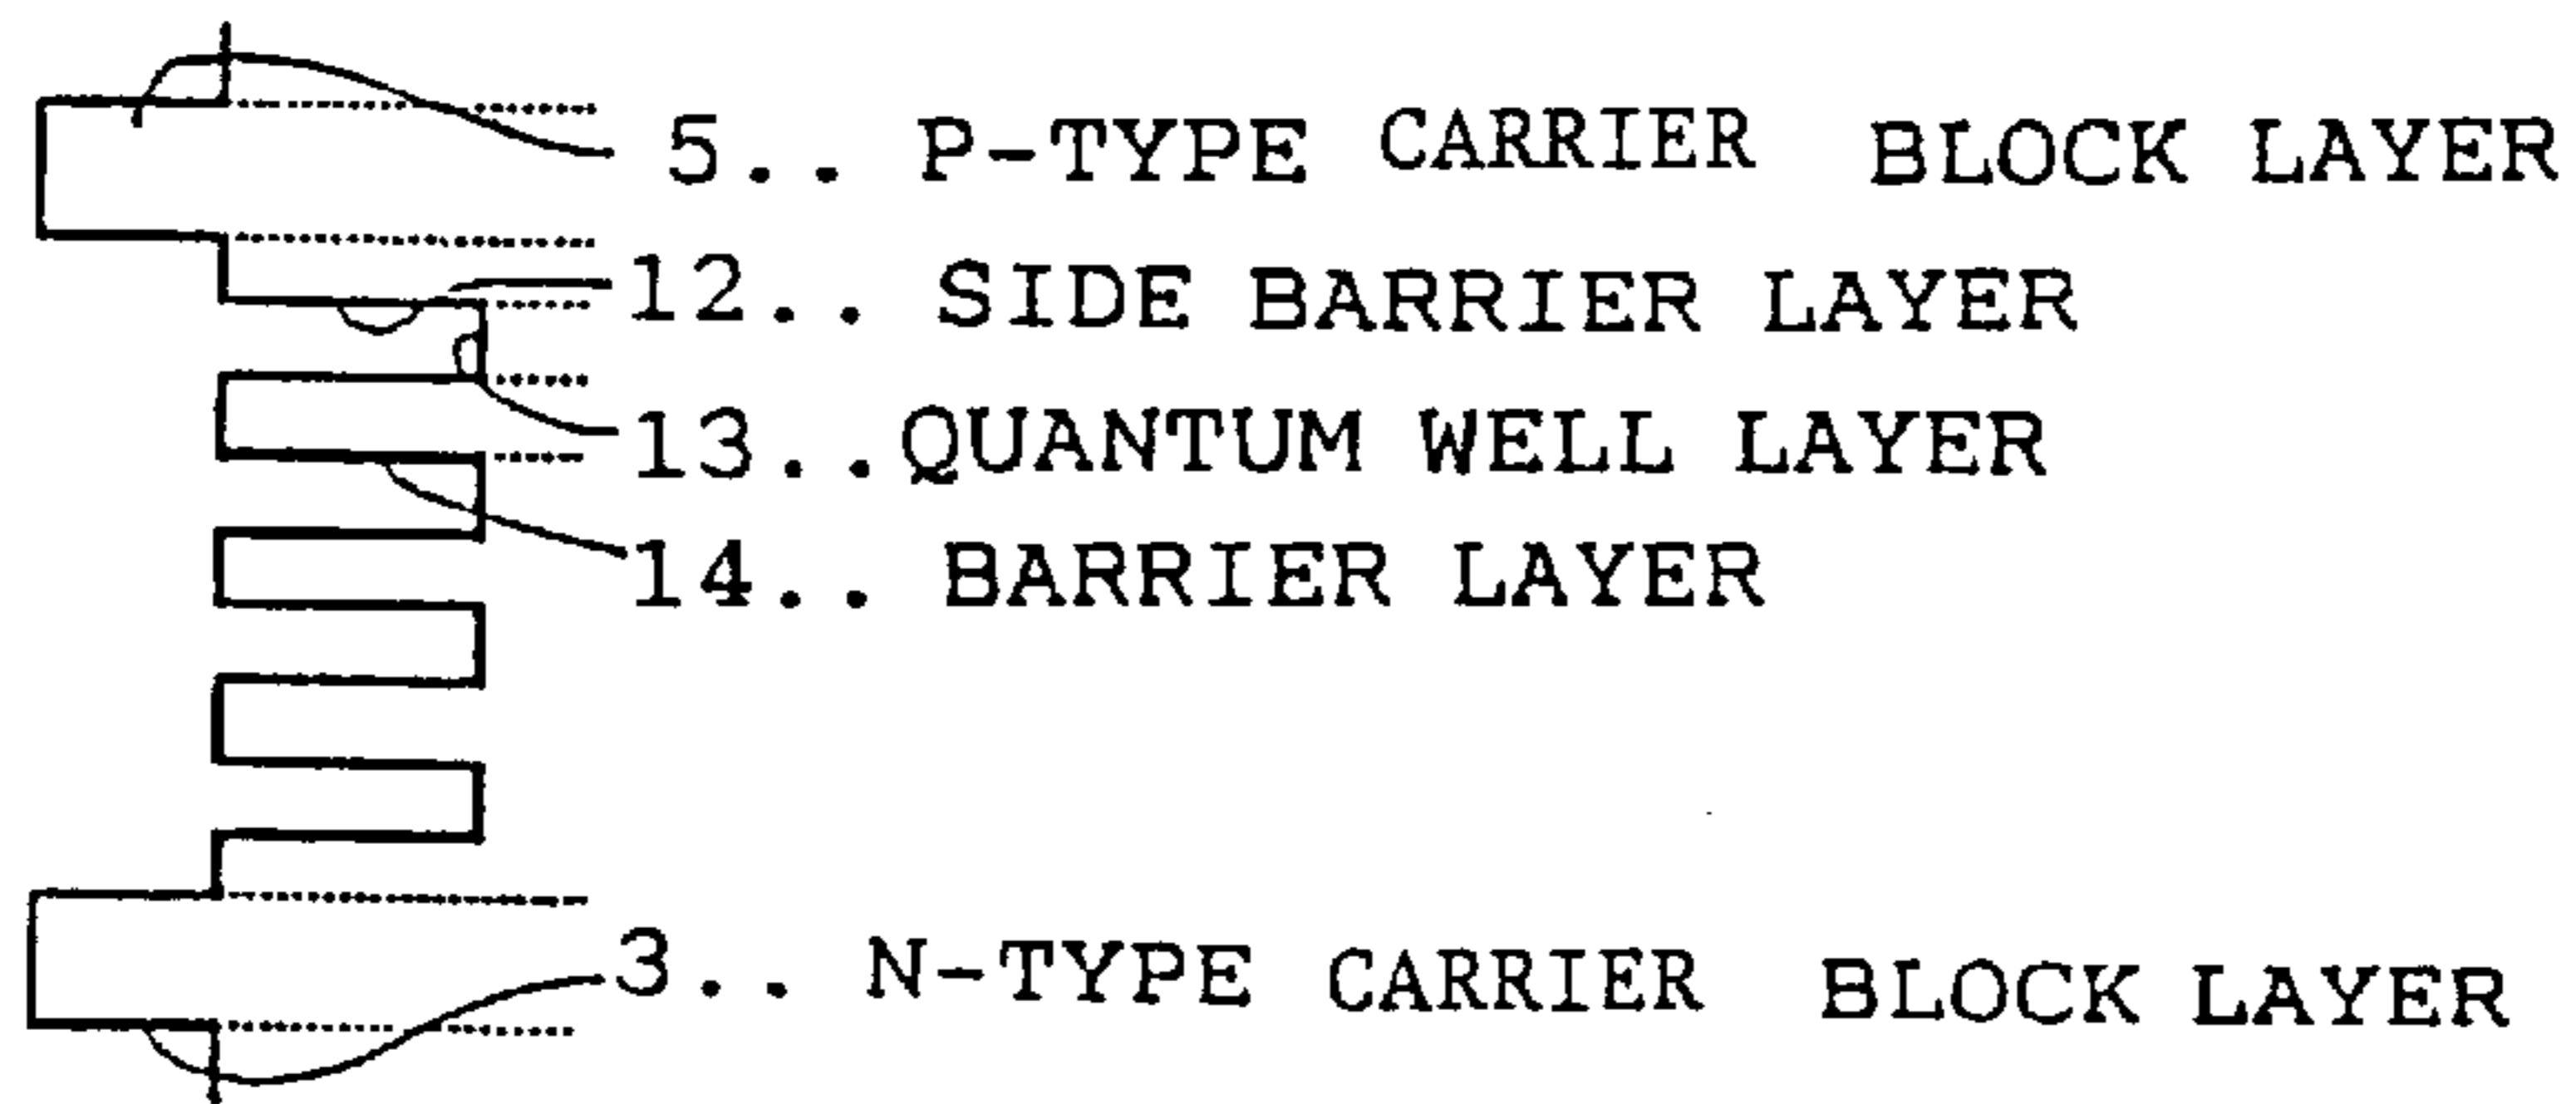 5.. P-TYPE CARRIER BLOCK LAYER
12.. SIDE BARRIER LAYER
13..QUANTUM WELL LAYER
14.. BARRIER LAYER
3.. N-TYPE CARRIER BLOCK LAYER